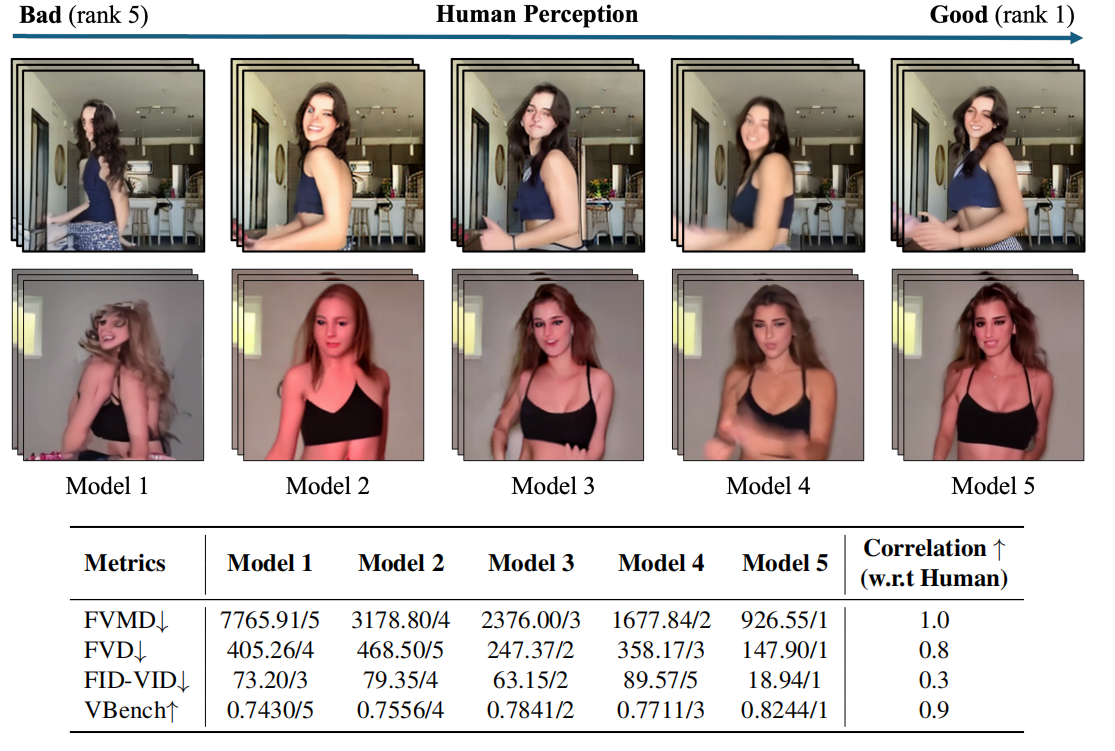 Bad (rank 5) Human Perception Good (rank 1)
Model 1 Model 2 Model 3 Model 4 Model 5
Metrics Model 1 Model 2 Model 3 Model 4 Model 5 Correlation ↑ (w.r.t Human)
FVMD↓ 7765.91/5 3178.80/4 2376.00/3 1677.84/2 926.55/1 1.0
FVD↓ 405.26/4 468.50/5 247.37/2 358.17/3 147.90/1 0.8
FID-VID↓ 73.20/3 79.35/4 63.15/2 89.57/5 18.94/1 0.3
VBench↑ 0.7430/5 0.7556/4 0.7841/2 0.7711/3 0.8244/1 0.9